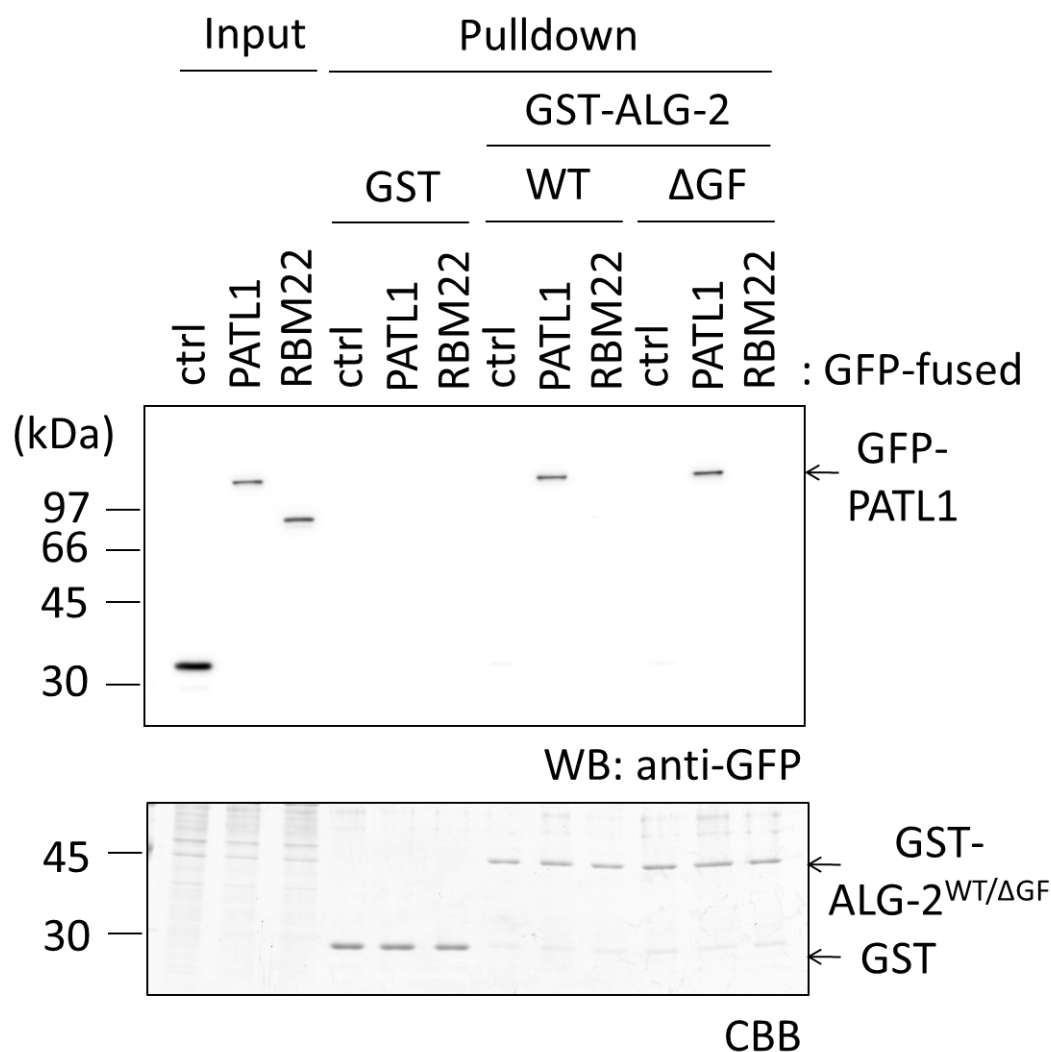 Input Pulldown
GST-ALG-2
GST WT ΔGF
ctrl PATL1 RBM22 ctrl PATL1 RBM22 ctrl PATL1 RBM22 ctrl PATL1 RBM22 : GFP-fused
(kDa)
GFP-
PATL1
97
66
45
30
WB: anti-GFP
45
30
GST-
ALG-2WT/ΔGF
GST
CBB